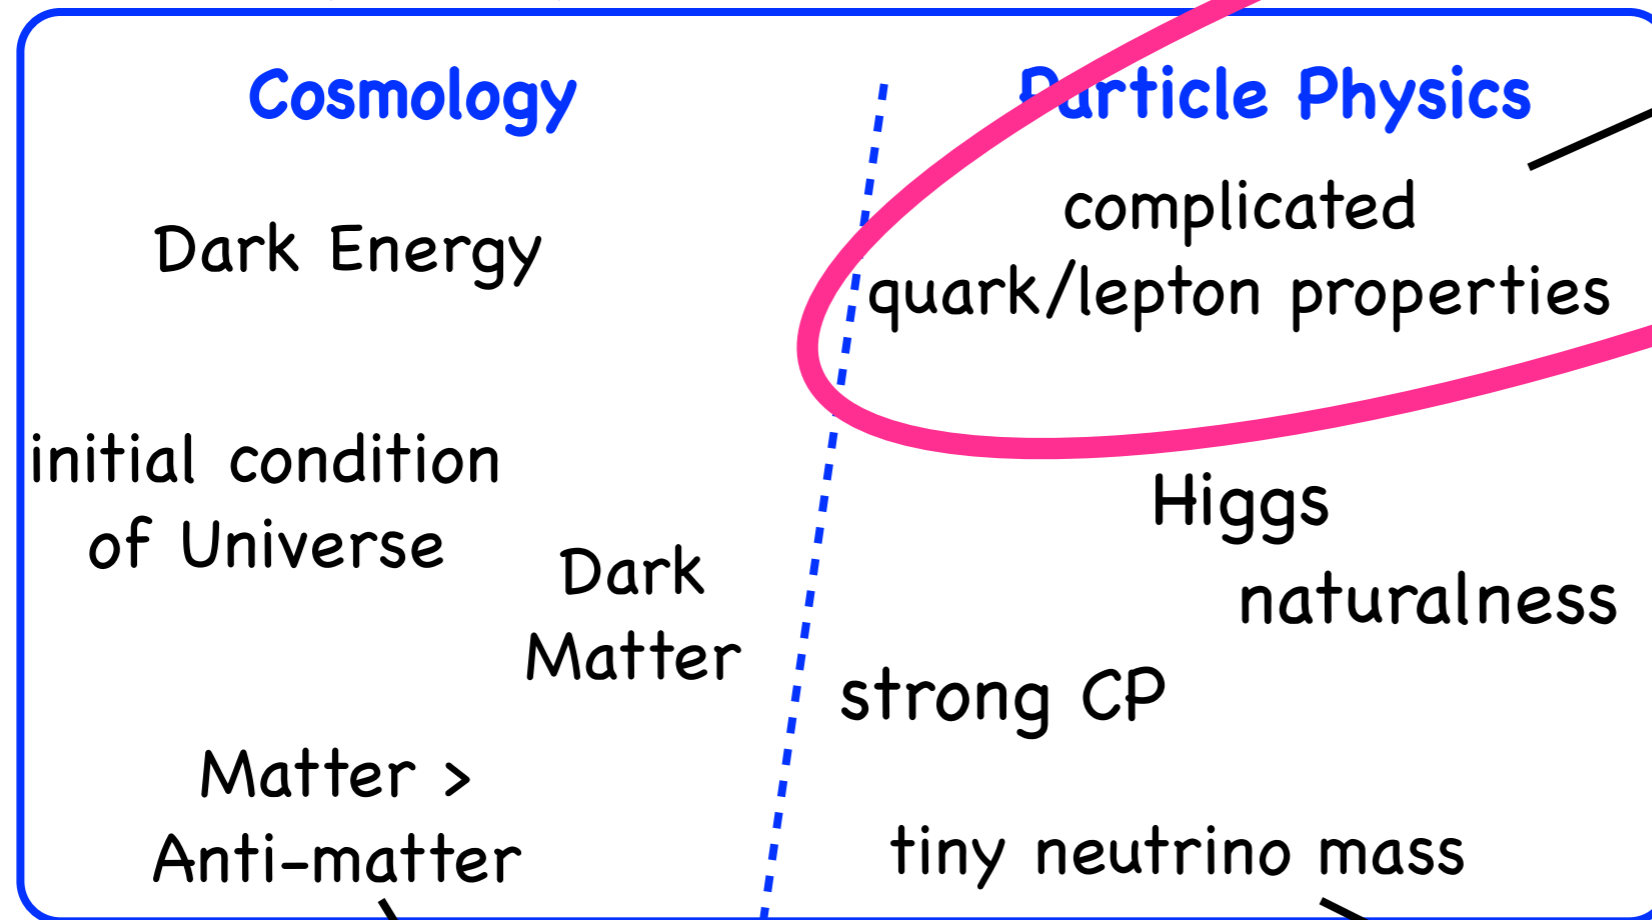 Cosmology
Dark Energy
initial condition
of Universe
Dark
Matter
Matter >
Anti-matter
Particle Physics
complicated
quark/lepton properties
Higgs
naturalness
strong CP
tiny neutrino mass